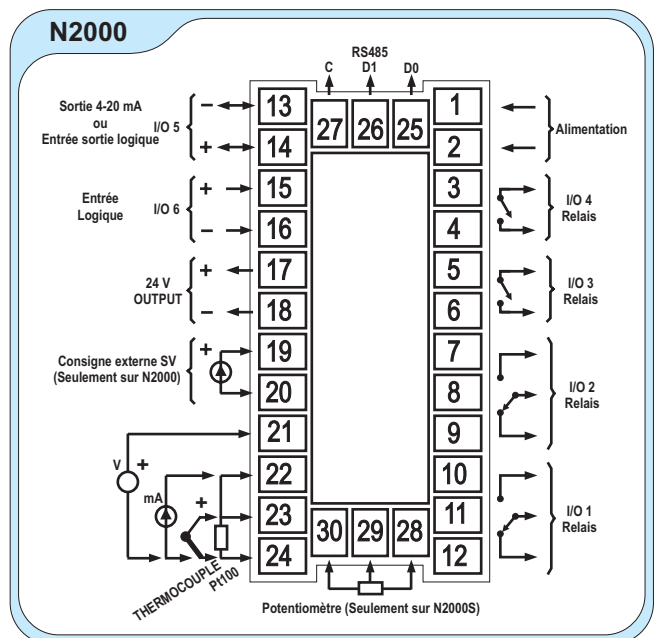 N2000
RS485
C D1 D0
Sortie 4-20 mA
ou
Entrée sortie logique
I/O 5
−
+
13
14
27
26
25
1
2
Alimentation
Entrée
Logique
I/O 6
+
−
15
16
3
4
I/O 4
Relais
24 V
OUTPUT
+
−
17
18
5
6
I/O 3
Relais
Consigne externe SV
(Seulement sur N2000)
+
19
20
7
8
9
I/O 2
Relais
21
22
23
24
V +
mA
+
THERMOCOUPLE
Pt100
10
11
12
I/O 1
Relais
30
29
28
Potentiomètre (Seulement sur N2000S)